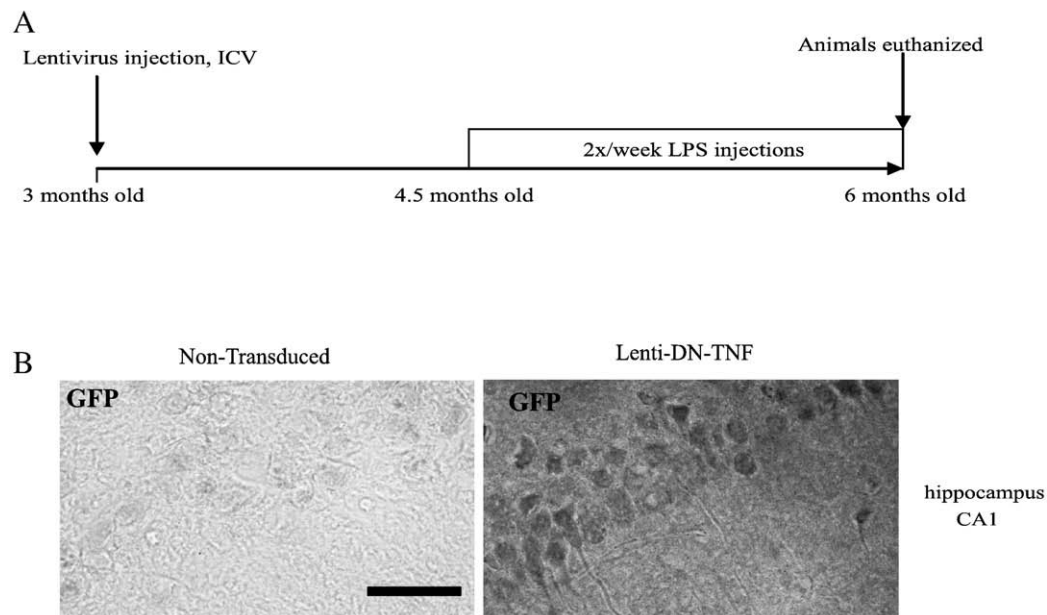 A
Lentivirus injection, ICV
Animals euthanized
2x/week LPS injections
3 months old
4.5 months old
6 months old
B
Non-Transduced
Lenti-DN-TNF
GFP
GFP
hippocampus
CA1